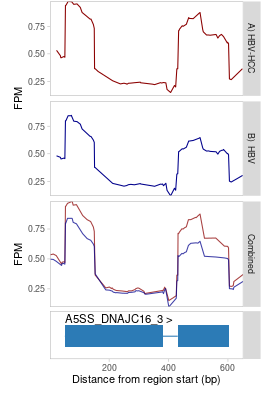 0.75
0.50
0.25
A) HBV-HCC
FPM
0.75
0.50
0.25
B) HBV
0.75
0.50
0.25
FPM
Combined
A5SS_DNAJC16_3 >
200 400 600
Distance from region start (bp)